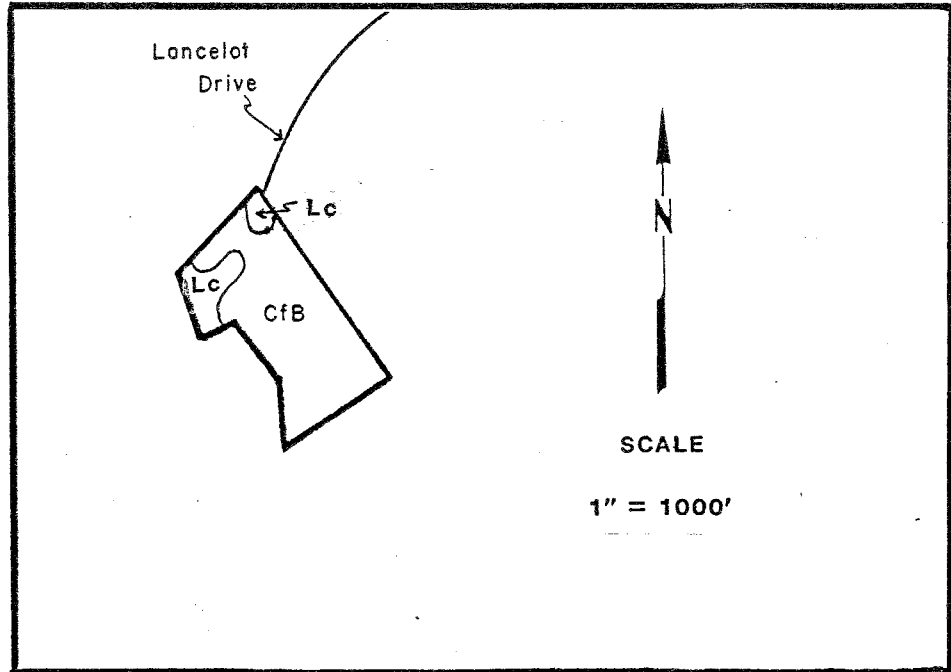 Lancelot
Drive
Lc
N
Lc
CfB
SCALE
1" = 1000'